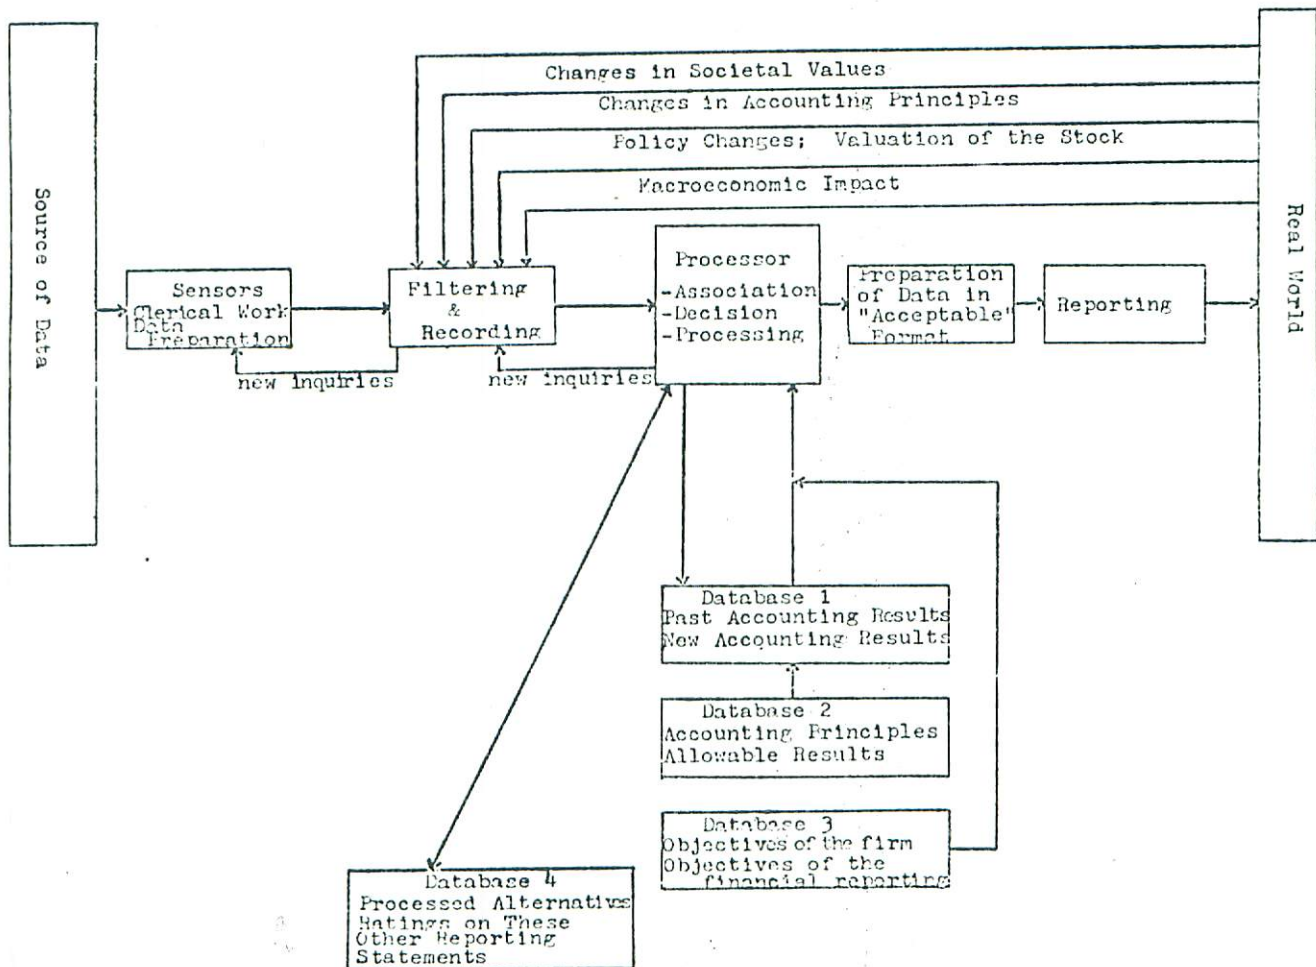 Changes in Societal Values
Changes in Accounting Principles
Policy Changes; Valuation of the Stock
Macroeconomic Impact
Source of Data
Real World
Sensors
Clerical Work
Data
Preparation
Filtering
&
Recording
Processor
-Association
-Decision
-Processing
Preparation
of Data in
"Acceptable"
Format
Reporting
new inquiries
new inquiries
Database 1
Past Accounting Results
New Accounting Results
Database 2
Accounting Principles
Allowable Results
Database 3
Objectives of the firm
Objectives of the
financial reporting
Database 4
Processed Alternatives
Ratings on These
Other Reporting
Statements